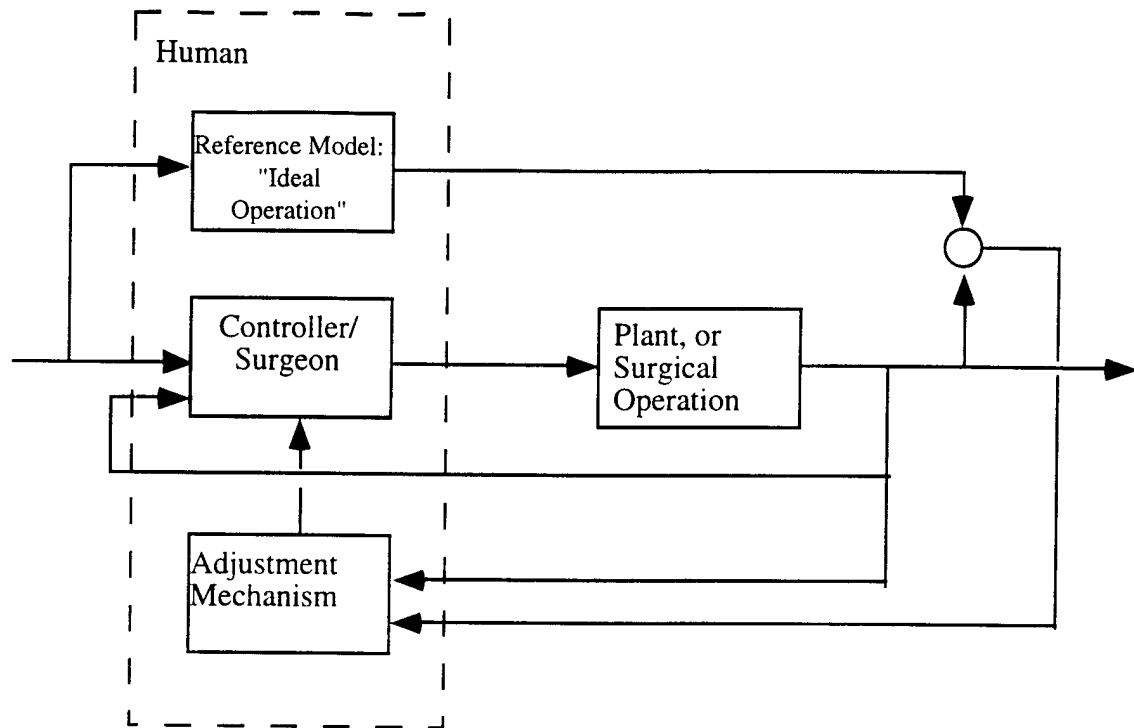 Human
Reference Model:
"Ideal
Operation"
Controller/
Surgeon
Plant, or
Surgical
Operation
Adjustment
Mechanism